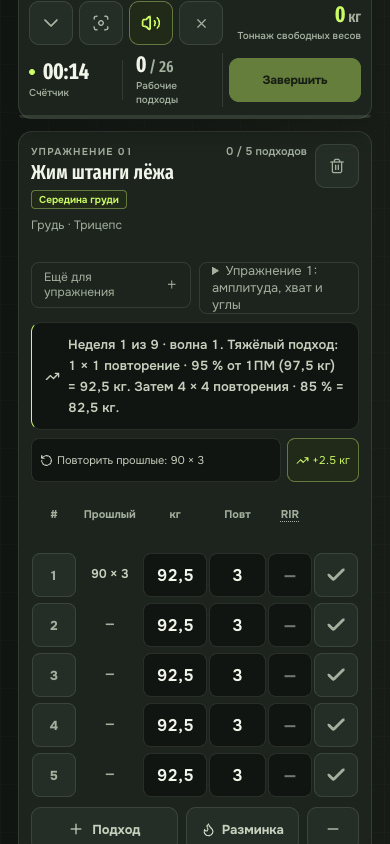 0 кг
Тоннаж свободных весов
00:14
Счётчик
0 / 26
Рабочие
подходы
Завершить
УПРАЖНЕНИЕ 01
0 / 5 подходов
Жим штанги лёжа
Середина груди
Грудь · Трицепс
Ещё для
упражнения
+
▶ Упражнение 1:
амплитуда, хват и
углы
Неделя 1 из 9 · волна 1. Тяжёлый подход:
1 × 1 повторение · 95 % от 1ПМ (97,5 кг)
= 92,5 кг. Затем 4 × 4 повторения · 85 % =
82,5 кг.
Повторить прошлые: 90 × 3
+2.5 кг
# Прошлый кг Повт RIR
1 90 × 3 92,5 3 —
2 — 92,5 3 —
3 — 92,5 3 —
4 — 92,5 3 —
5 — 92,5 3 —
+ Подход
Разминка
—